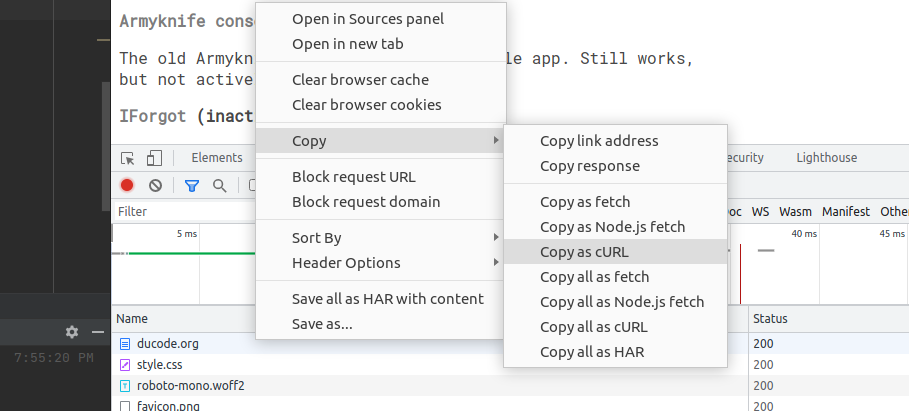 Armyknife cons
The old Armykn
le app. Still works,
but not active
IForgot (inact
Open in Sources panel
Open in new tab
Clear browser cache
Clear browser cookies
Copy
Block request URL
Block request domain
Sort By
Header Options
Save all as HAR with content
Save as...
Copy link address
Copy response
Copy as fetch
Copy as Node.js fetch
Copy as cURL
Copy all as fetch
Copy all as Node.js fetch
Copy all as cURL
Copy all as HAR
Elements
ecurity
Lighthouse
Filter
Doc WS Wasm Manifest Othe
5 ms
40 ms
45 ms
Name
Status
ducode.org
200
style.css
200
roboto-mono.woff2
200
favicon.png
200
7:55:20 PM